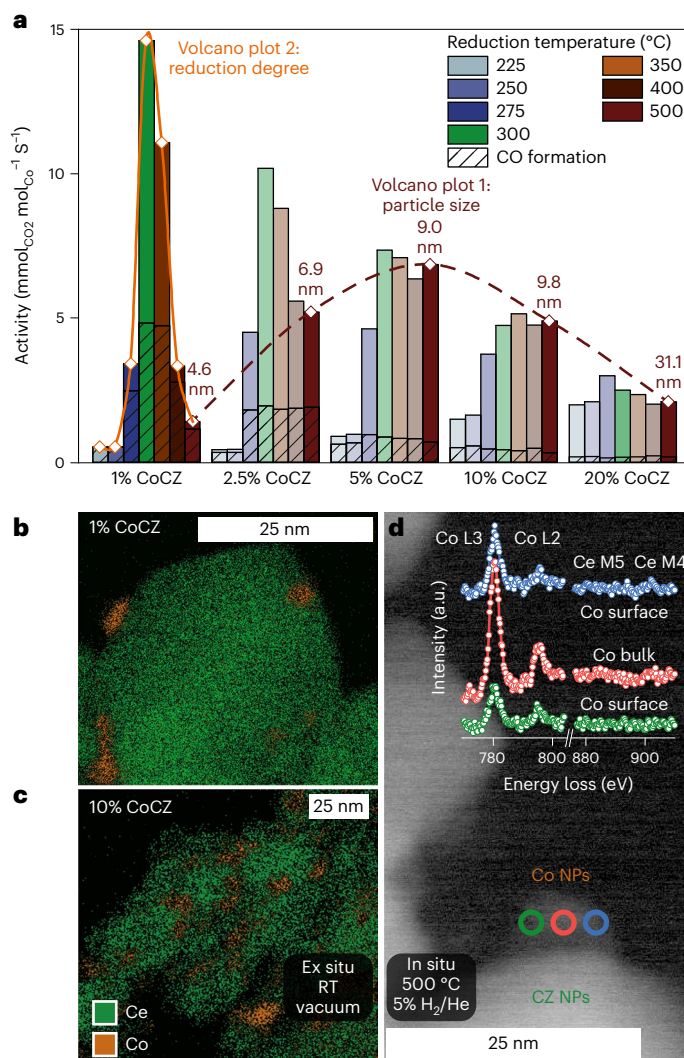 a
15
10
5
0
Activity (mmol_CO2 mol_Co⁻¹ S⁻¹)
Volcano plot 2:
reduction degree
Reduction temperature (°C)
225
250
275
300
350
400
500
CO formation
Volcano plot 1:
particle size
4.6
nm
6.9
nm
9.0
nm
9.8
nm
31.1
nm
1% CoCZ
2.5% CoCZ
5% CoCZ
10% CoCZ
20% CoCZ
b
1% CoCZ
25 nm
c
10% CoCZ
25 nm
Ex situ
RT
vacuum
Ce
Co
d
Co L3
Co L2
Ce M5
Ce M4
Co surface
Co bulk
Co surface
Intensity (a.u.)
780
800
880
900
Energy loss (eV)
Co NPs
CZ NPs
In situ
500 °C
5% H₂/He
25 nm